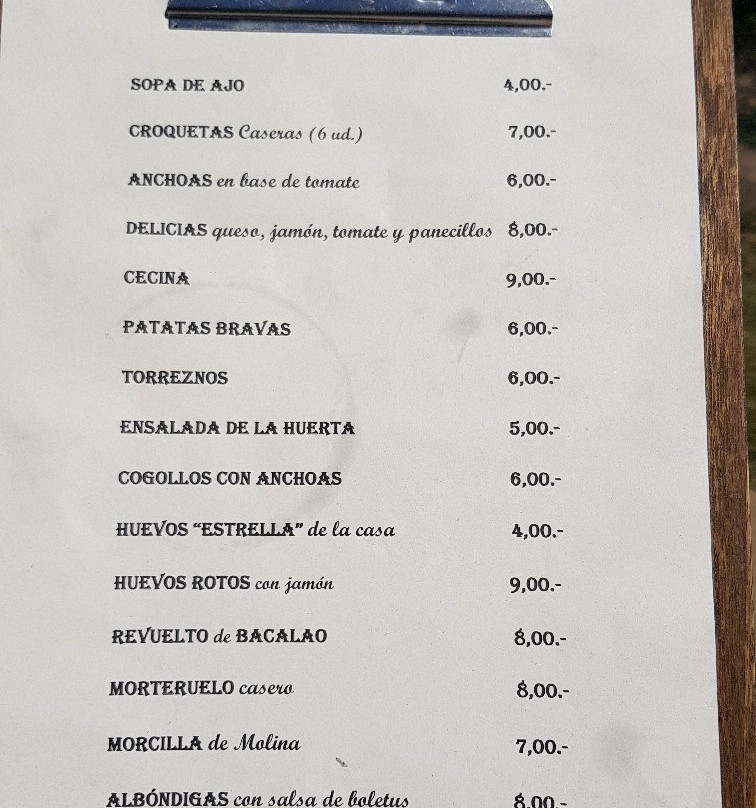 SOPA DE AJO 4,00.-
CROQUETAS Caseras (6 ud.) 7,00.-
ANCHOAS en base de tomate 6,00.-
DELICIAS queso, jamón, tomate y panecillos 8,00.-
CECINA 9,00.-
PATATAS BRAVAS 6,00.-
TORREZNOS 6,00.-
ENSALADA DE LA HUERTA 5,00.-
COGOLLOS CON ANCHOAS 6,00.-
HUEVOS “ESTRELLA” de la casa 4,00.-
HUEVOS ROTOS con jamón 9,00.-
REVUELTO de BACALAO 8,00.-
MORTERUELO casero 8,00.-
MORCILLA de Molina 7,00.-
ALBÓNDIGAS con salsa de boletus 8,00.-